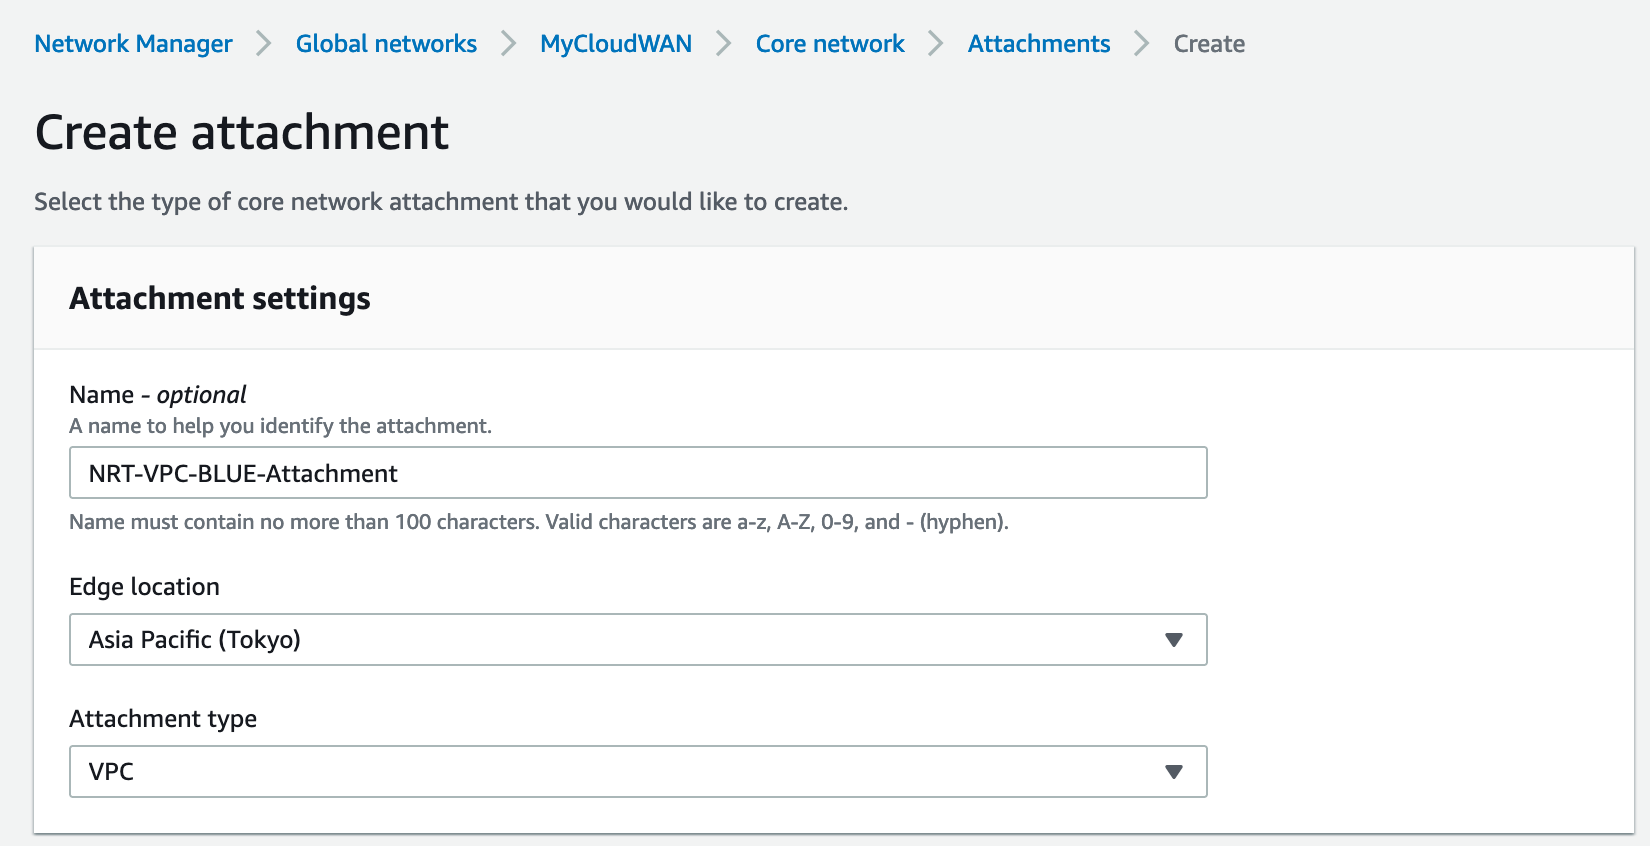 Network Manager > Global networks > MyCloudWAN > Core network > Attachments > Create
Create attachment
Select the type of core network attachment that you would like to create.
Attachment settings
Name - optional
A name to help you identify the attachment.
NRT-VPC-BLUE-Attachment
Name must contain no more than 100 characters. Valid characters are a-z, A-Z, 0-9, and - (hyphen).
Edge location
Asia Pacific (Tokyo)
Attachment type
VPC